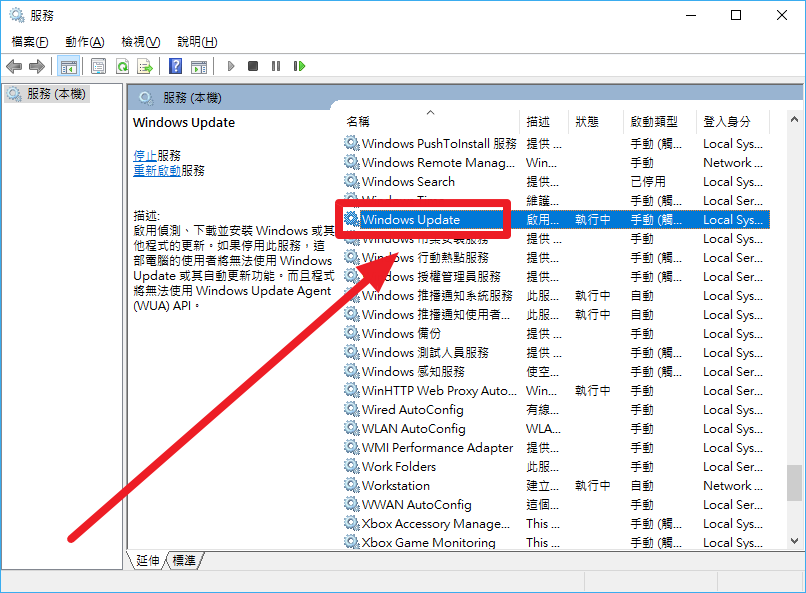 服務
檔案(F) 動作(A) 檢視(V) 說明(H)
服務 (本機)
服務 (本機)
Windows Update
停止服務
重新啟動服務
描述:
啟用偵測、下載並安裝 Windows 或其
他程式的更新。如果停用此服務，這
部電腦的使用者將無法使用 Windows
Update 或其自動更新功能。而且程式
將無法使用 Windows Update Agent
(WUA) API。
名稱 描述 狀態 啟動類型 登入身分
Windows PushToInstall 服務 提供 ... 手動 (觸... Local Sys...
Windows Remote Manag... Win... 手動 Network ...
Windows Search 提供... 已停用 Local Sys...
Windows Time 維護... 手動 (觸... Local Ser...
Windows Update 啟用... 執行中 手動 (觸... Local Sys...
Windows 市集安裝服務 提供 ... 手動 Local Sys...
Windows 行動熱點服務 提供... 手動 (觸... Local Ser...
Windows 授權管理員服務 提供 ... 手動 (觸... Local Ser...
Windows 推播通知系統服務 此服... 執行中 自動 Local Sys...
Windows 推播通知使用者... 此服... 執行中 自動 Local Sys...
Windows 備份 提供 ... 手動 Local Sys...
Windows 測試人員服務 提供 ... 手動 (觸... Local Sys...
Windows 感知服務 使空... 手動 Local Ser...
WinHTTP Web Proxy Auto... Win... 執行中 手動 Local Ser...
Wired AutoConfig 有線... 手動 Local Sys...
WLAN AutoConfig WLA... 手動 Local Sys...
WMI Performance Adapter 提供... 手動 Local Sys...
Work Folders 此服... 手動 Local Ser...
Workstation 建立... 執行中 自動 Network ...
WWAN AutoConfig 這個... 手動 Local Ser...
Xbox Accessory Manage... This ... 手動 (觸... Local Sys...
Xbox Game Monitoring This ... 手動 (觸... Local Sys...
延伸 標準